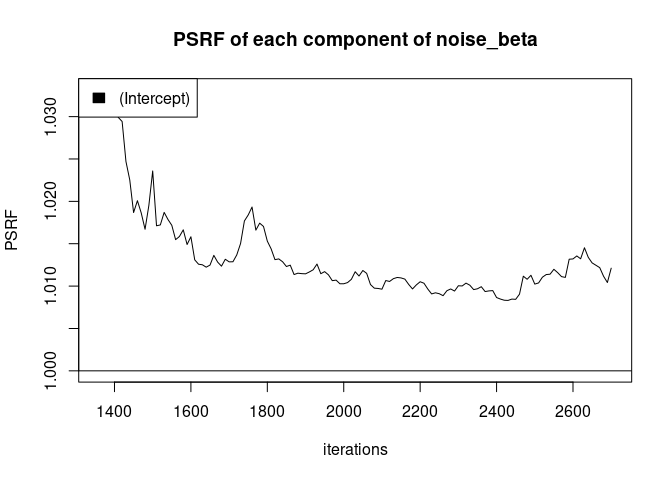 PSRF of each component of noise_beta
(Intercept)
PSRF
1.030
1.020
1.010
1.000
1400 1600 1800 2000 2200 2400 2600
iterations